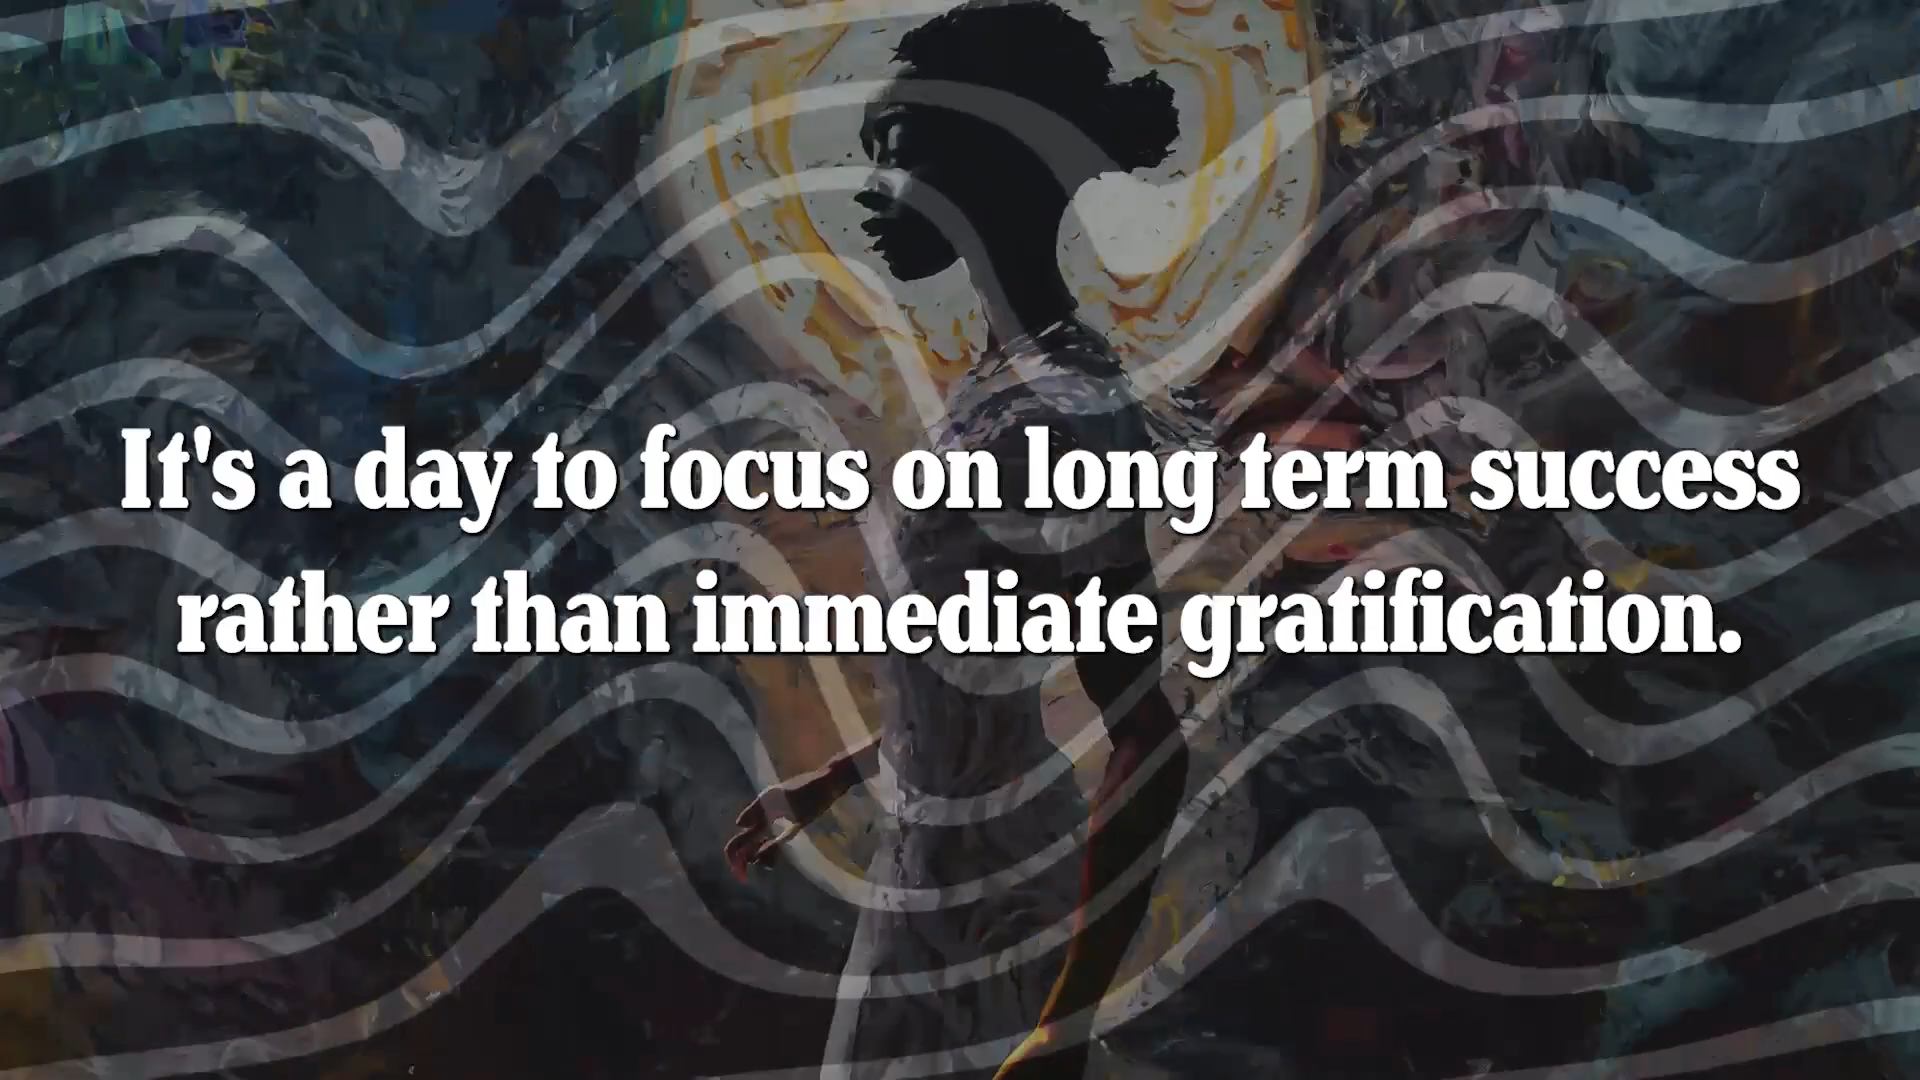 It's a day to focus on long term success
rather than immediate gratification.